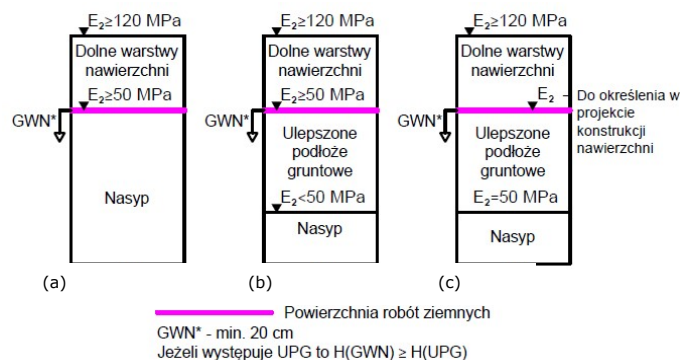 E₂≥120 MPa
Dolne warstwy
nawierzchni
E₂≥50 MPa
GWN*
Nasyp
(a)
E₂≥120 MPa
Dolne warstwy
nawierzchni
E₂≥50 MPa
GWN*
Ulepszone
podłoże
gruntowe
E₂<50 MPa
Nasyp
(b)
E₂≥120 MPa
Dolne warstwy
nawierzchni
E₂ – Do określenia w
projekcie
konstrukcji
nawierzchni
GWN*
Ulepszone
podłoże
gruntowe
E₂=50 MPa
Nasyp
(c)
Powierzchnia robót ziemnych
GWN* - min. 20 cm
Jeżeli występuje UPG to H(GWN) ≥ H(UPG)